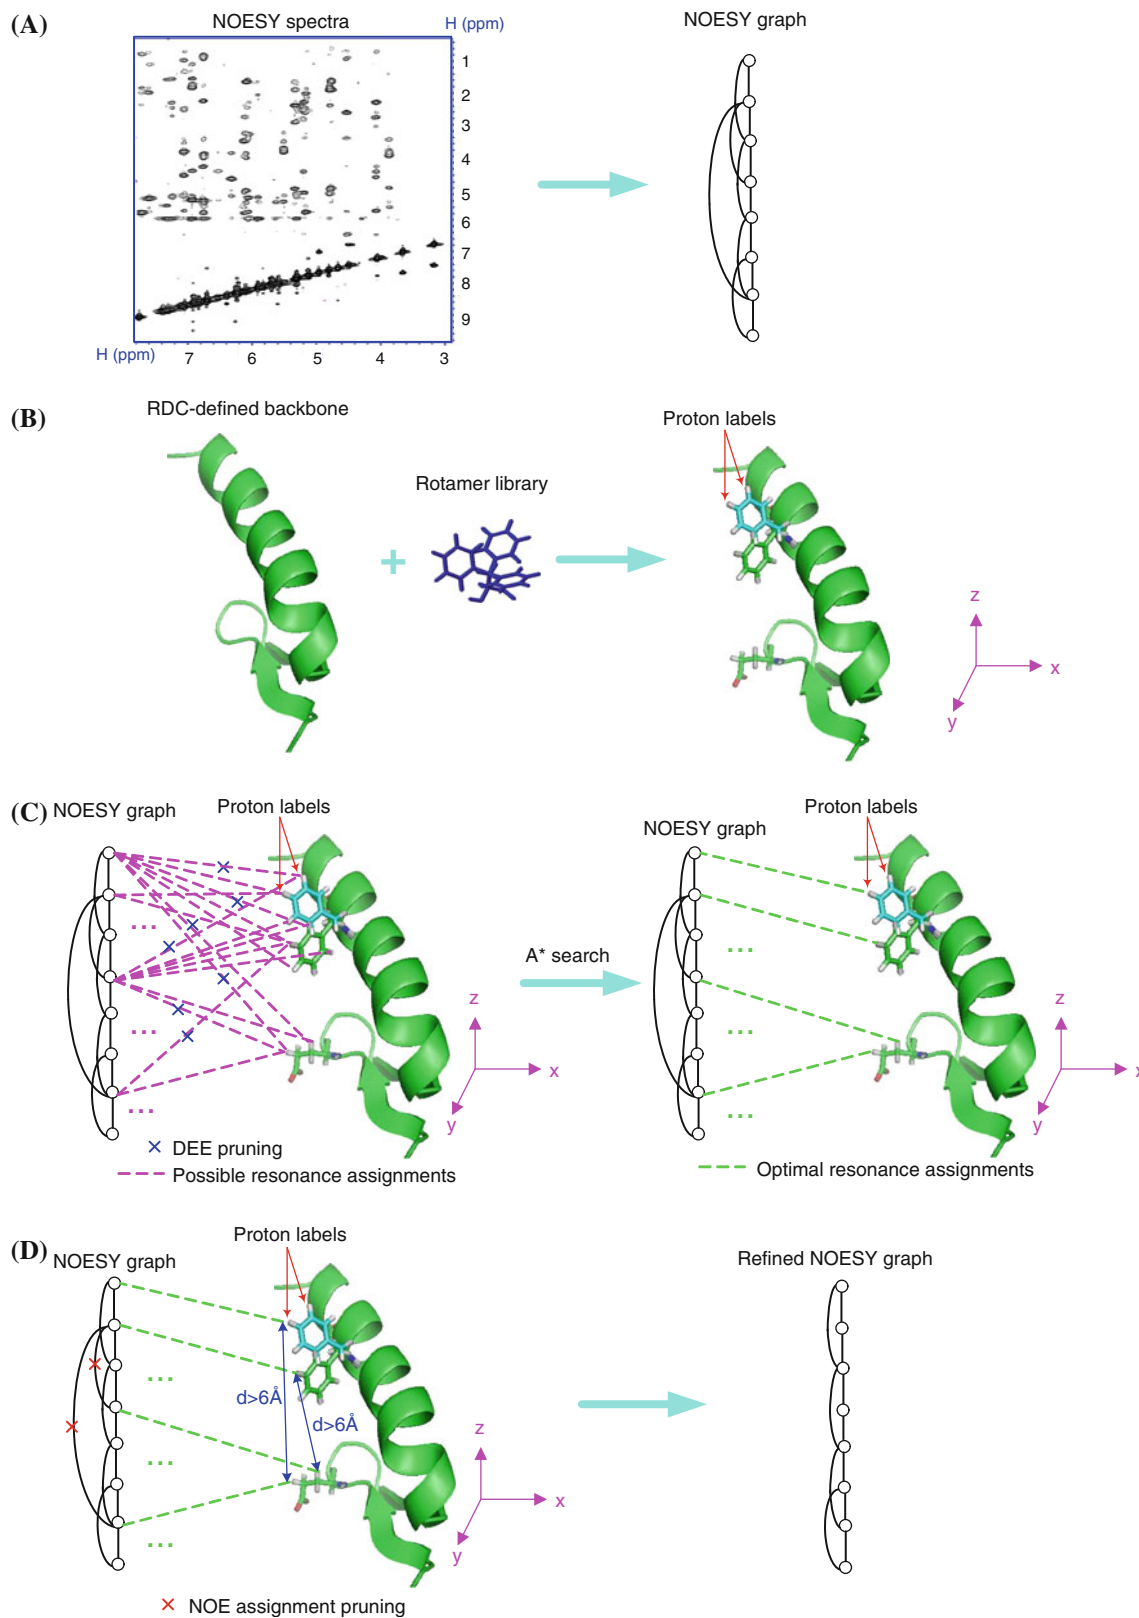 (A)
NOESY spectra
H (ppm)
NOESY graph
1
2
3
4
5
6
7
8
9
H (ppm)
7
6
5
4
3
(B)
RDC-defined backbone
Proton labels
Rotamer library
+
z
x
y
(C)
NOESY graph
Proton labels
Proton labels
NOESY graph
...
A* search
...
z
z
...
...
x
x
...
y
...
y
× DEE pruning
Possible resonance assignments
Optimal resonance assignments
(D)
NOESY graph
Proton labels
Refined NOESY graph
...
d>6Å
d>6Å
z
...
x
...
y
× NOE assignment pruning